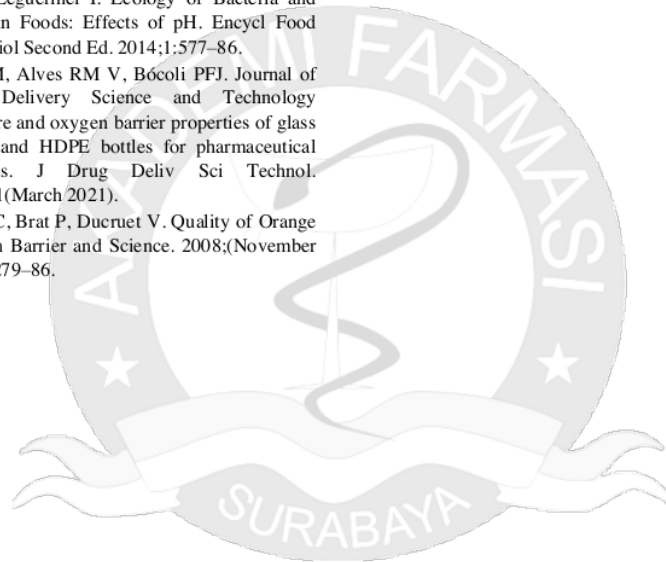 Ecology of Bacteria and
in Foods: Effects of pH. Encycl Food
Second Ed. 2014;1:577–86.
Alves RM V, Bócoli PFJ. Journal of
Delivery Science and Technology
and oxygen barrier properties of glass
and HDPE bottles for pharmaceutical
J Drug Deliv Sci Technol.
(March 2021).
Brat P, Ducruet V. Quality of Orange
Barrier and Science. 2008;(November
279–86.
AKADEMI FARMASI
SURABAYA